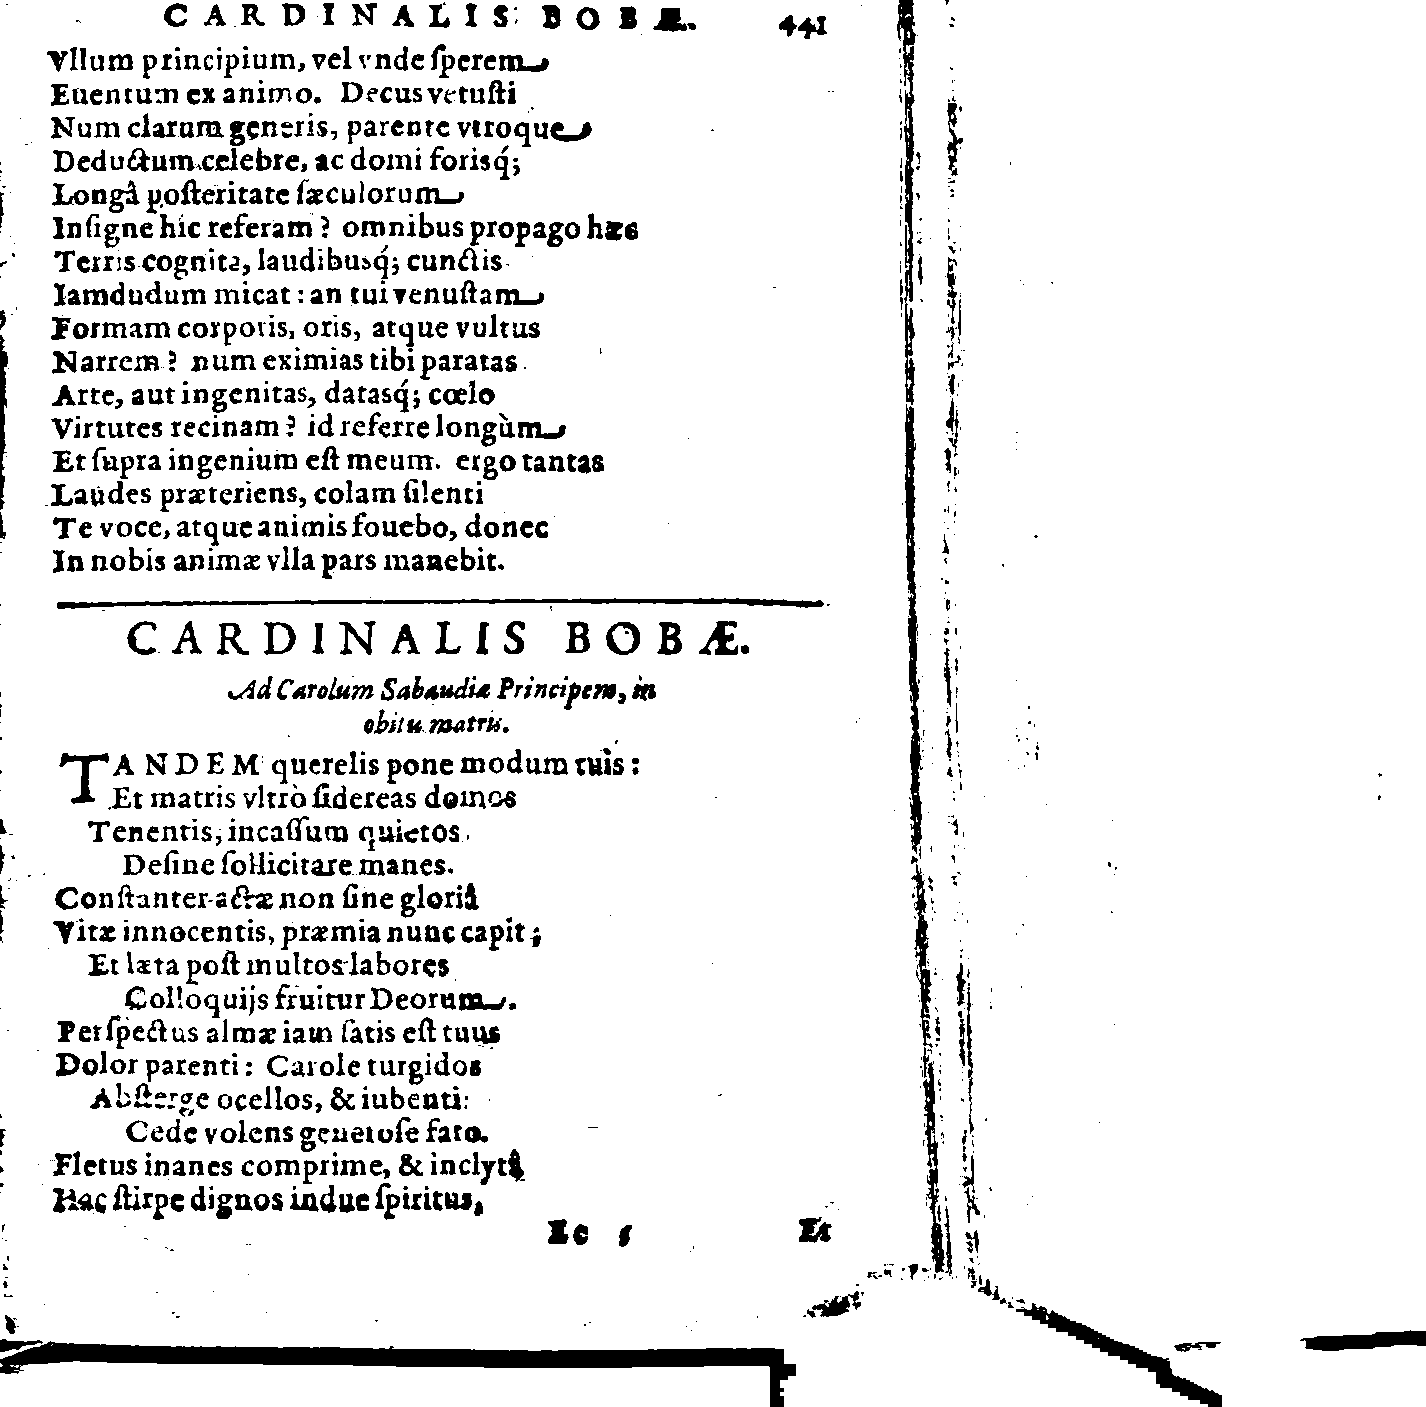 CARDINALIS BOBÆ. 441
Vllum principium, vel vnde ſperem
Euentum ex animo. Decus vetuſti
Num clarum generis, parente vtroque
Deductum celebre, ac domi forisq́;
Longâ poſteritate ſæculorum
Inſigne hic referam? omnibus propago hæc
Terris cognita, laudibusq́; cunctis
Iamdudum micat: an tui venuſtam
Formam corporis, oris, atque vultus
Narrem? num eximias tibi paratas
Arte, aut ingenitas, datasq́; cœlo
Virtutes recinam? id referre longùm
Et ſupra ingenium eſt meum. ergo tantas
Laudes præteriens, colam ſilenti
Te voce, atque animis fouebo, donec
In nobis animæ vlla pars manebit.
CARDINALIS BOBÆ.
Ad Carolum Sabaudiæ Principem, in
obitu matris.
TANDEM querelis pone modum tuis:
Et matris vltrò ſidereas domos
Tenentis, incaſſum quietos
Deſine ſollicitare manes.
Conſtanter actæ non ſine gloriâ
Vitæ innocentis, præmia nunc capit;
Et læta poſt multos labores
Colloquijs fruitur Deorum.
Perſpectus almæ iam ſatis eſt tuus
Dolor parenti: Carole turgidos
Abſterge ocellos, & iubenti:
Cede volens generoſe fato.
Fletus inanes comprime, & inclytâ
Hac ſtirpe dignos indue ſpiritus,
Ee Et